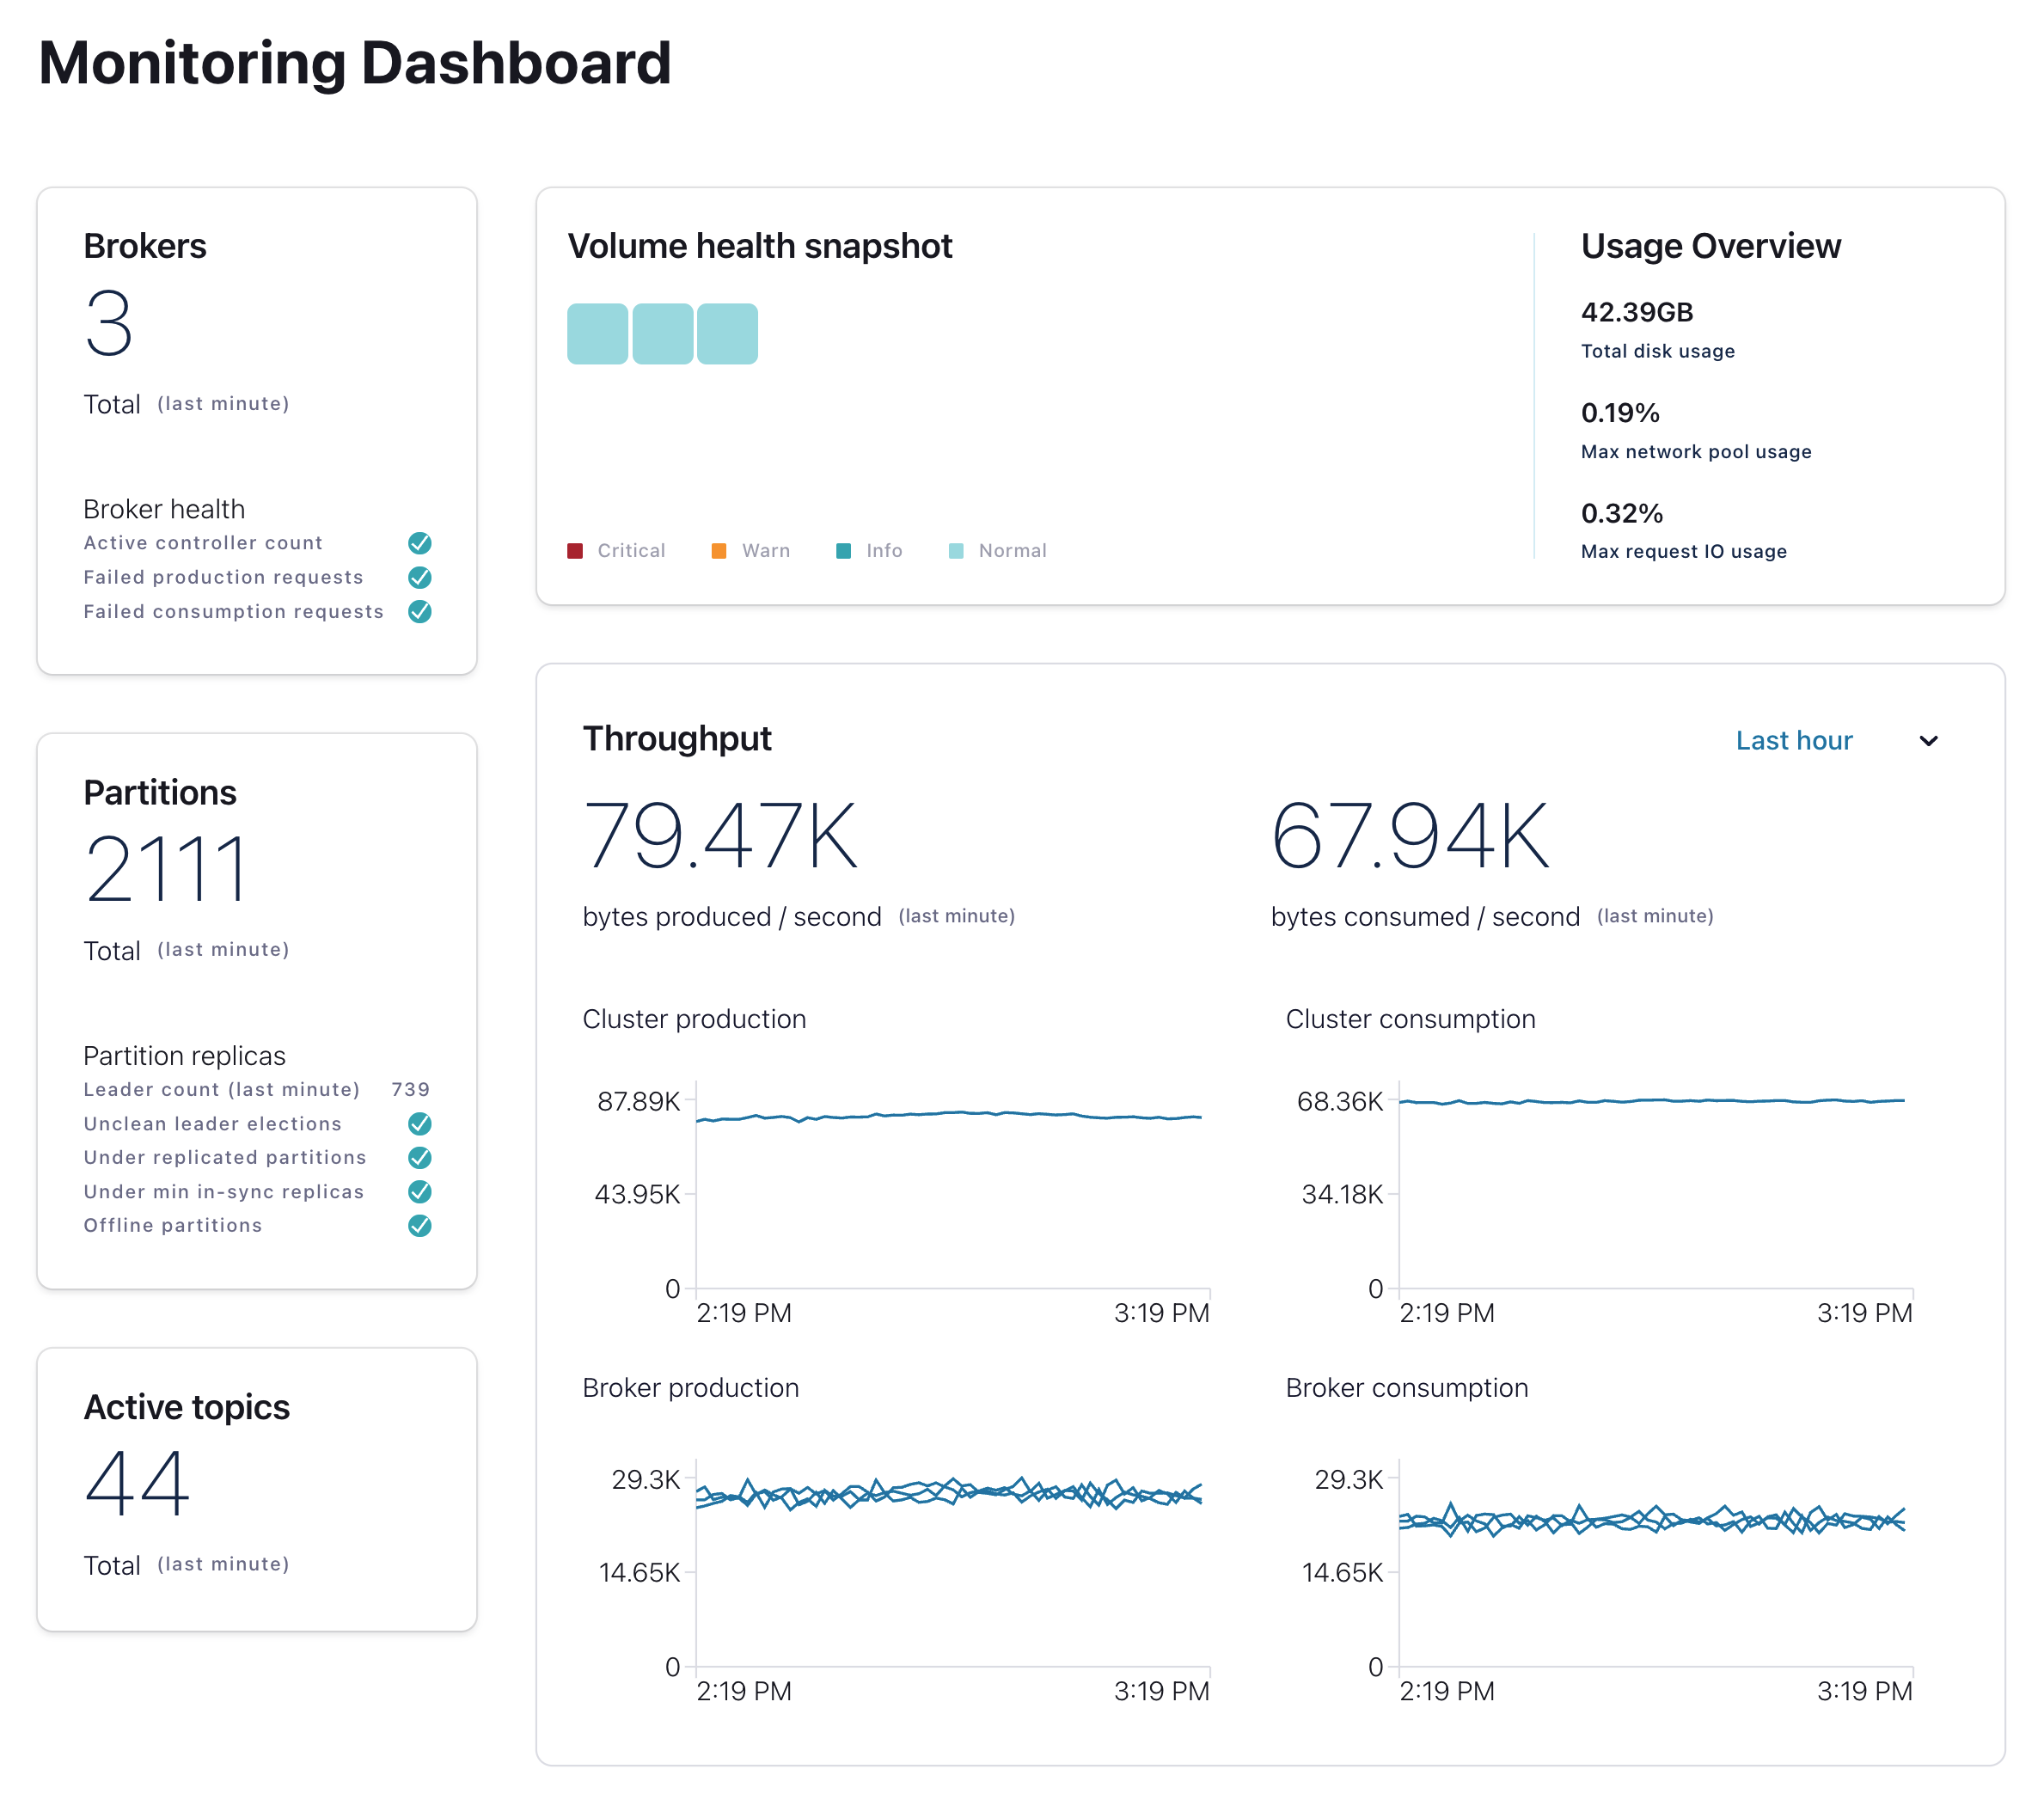 Monitoring Dashboard
Brokers
3
Total (last minute)
Broker health
Active controller count
Failed production requests
Failed consumption requests
Partitions
2111
Total (last minute)
Partition replicas
Leader count (last minute) 739
Unclean leader elections
Under replicated partitions
Under min in-sync replicas
Offline partitions
Active topics
44
Total (last minute)
Volume health snapshot
Critical Warn Info Normal
Usage Overview
42.39GB
Total disk usage
0.19%
Max network pool usage
0.32%
Max request IO usage
Throughput
Last hour
79.47K
bytes produced / second (last minute)
67.94K
bytes consumed / second (last minute)
Cluster production
87.89K
43.95K
0
2:19 PM 3:19 PM
Cluster consumption
68.36K
34.18K
0
2:19 PM 3:19 PM
Broker production
29.3K
14.65K
0
2:19 PM 3:19 PM
Broker consumption
29.3K
14.65K
0
2:19 PM 3:19 PM